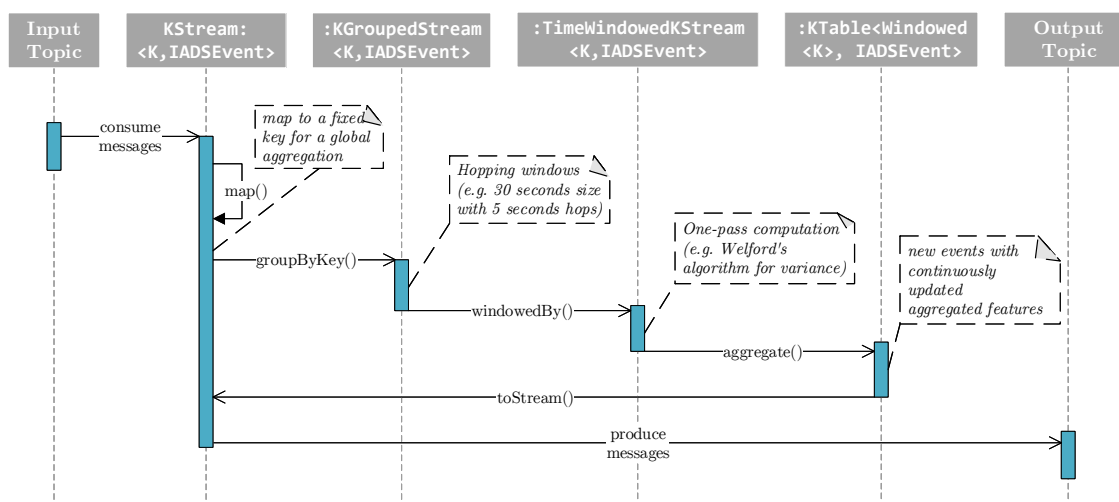 Input
Topic
KStream:
<K,IADSEvent>
:KGroupedStream
<K,IADSEvent>
:TimeWindowedKStream
<K,IADSEvent>
:KTable<Windowed
<K>, IADSEvent>
Output
Topic
consume
messages
map to a fixed
key for a global
aggregation
map()
Hopping windows
(e.g. 30 seconds size
with 5 seconds hops)
groupByKey()
One-pass computation
(e.g. Welford's
algorithm for variance)
new events with
continuously
updated
aggregated features
windowedBy()
aggregate()
toStream()
produce
messages